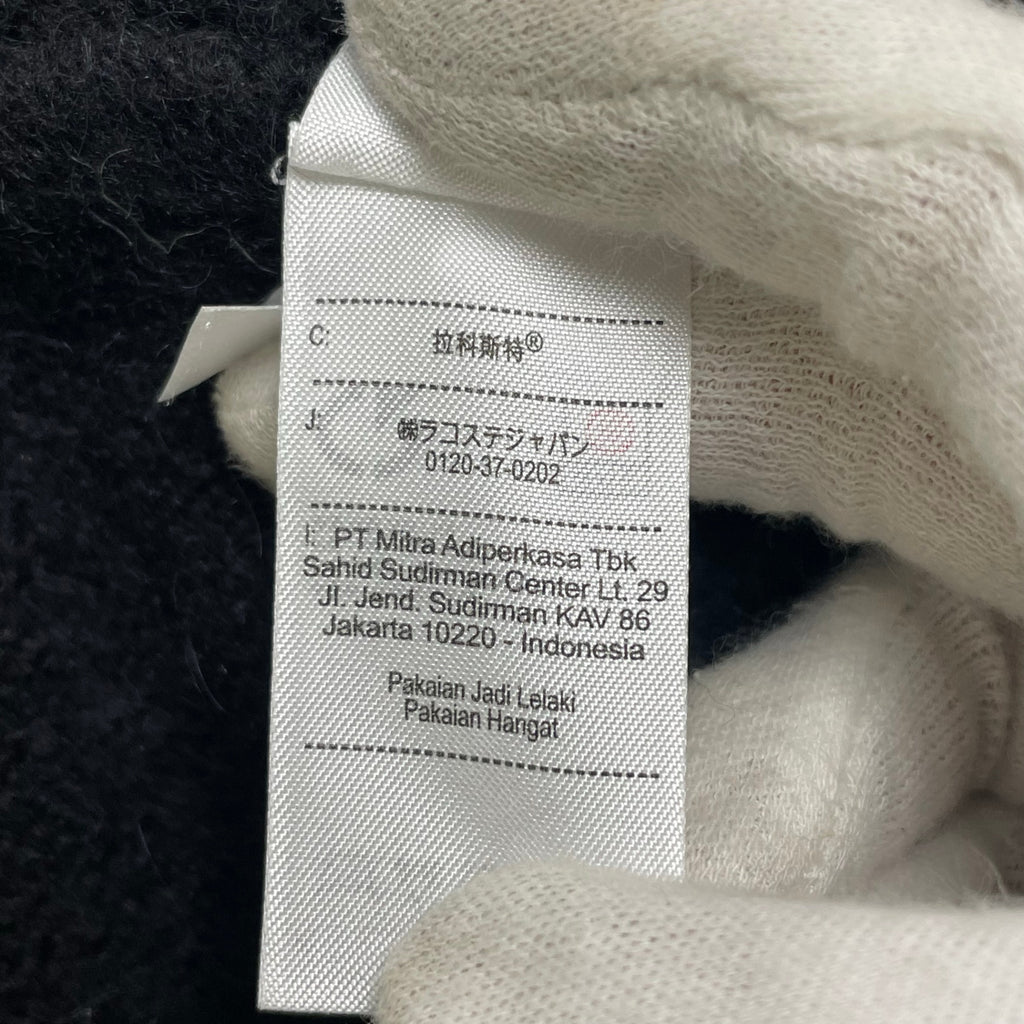 C: 拉科斯特®
J: ㈱ラコステジャパン
0120-37-0202
I: PT Mitra Adiperkasa Tbk
Sahid Sudirman Center Lt. 29
Jl. Jend. Sudirman KAV 86
Jakarta 10220 - Indonesia
Pakaian Jadi Lelaki
Pakaian Hangat